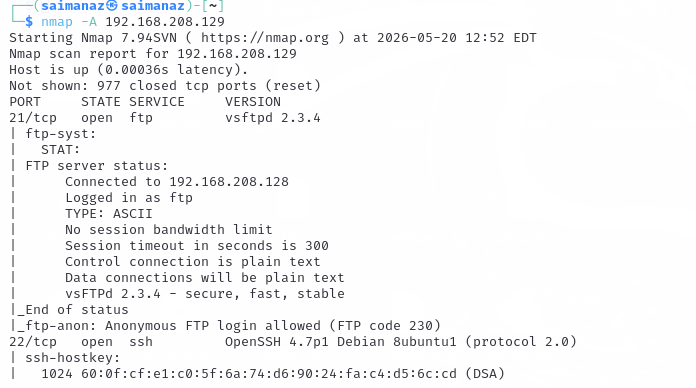 ┌──(saimanaz㉿saimanaz)-[~]
└─$ nmap -A 192.168.208.129
Starting Nmap 7.94SVN ( https://nmap.org ) at 2026-05-20 12:52 EDT
Nmap scan report for 192.168.208.129
Host is up (0.00036s latency).
Not shown: 977 closed tcp ports (reset)
PORT     STATE SERVICE     VERSION
21/tcp   open  ftp         vsftpd 2.3.4
| ftp-syst:
|   STAT:
| FTP server status:
|      Connected to 192.168.208.128
|      Logged in as ftp
|      TYPE: ASCII
|      No session bandwidth limit
|      Session timeout in seconds is 300
|      Control connection is plain text
|      Data connections will be plain text
|      vsFTPd 2.3.4 - secure, fast, stable
|_End of status
|_ftp-anon: Anonymous FTP login allowed (FTP code 230)
22/tcp   open  ssh         OpenSSH 4.7p1 Debian 8ubuntu1 (protocol 2.0)
| ssh-hostkey:
|   1024 60:0f:cf:e1:c0:5f:6a:74:d6:90:24:fa:c4:d5:6c:cd (DSA)